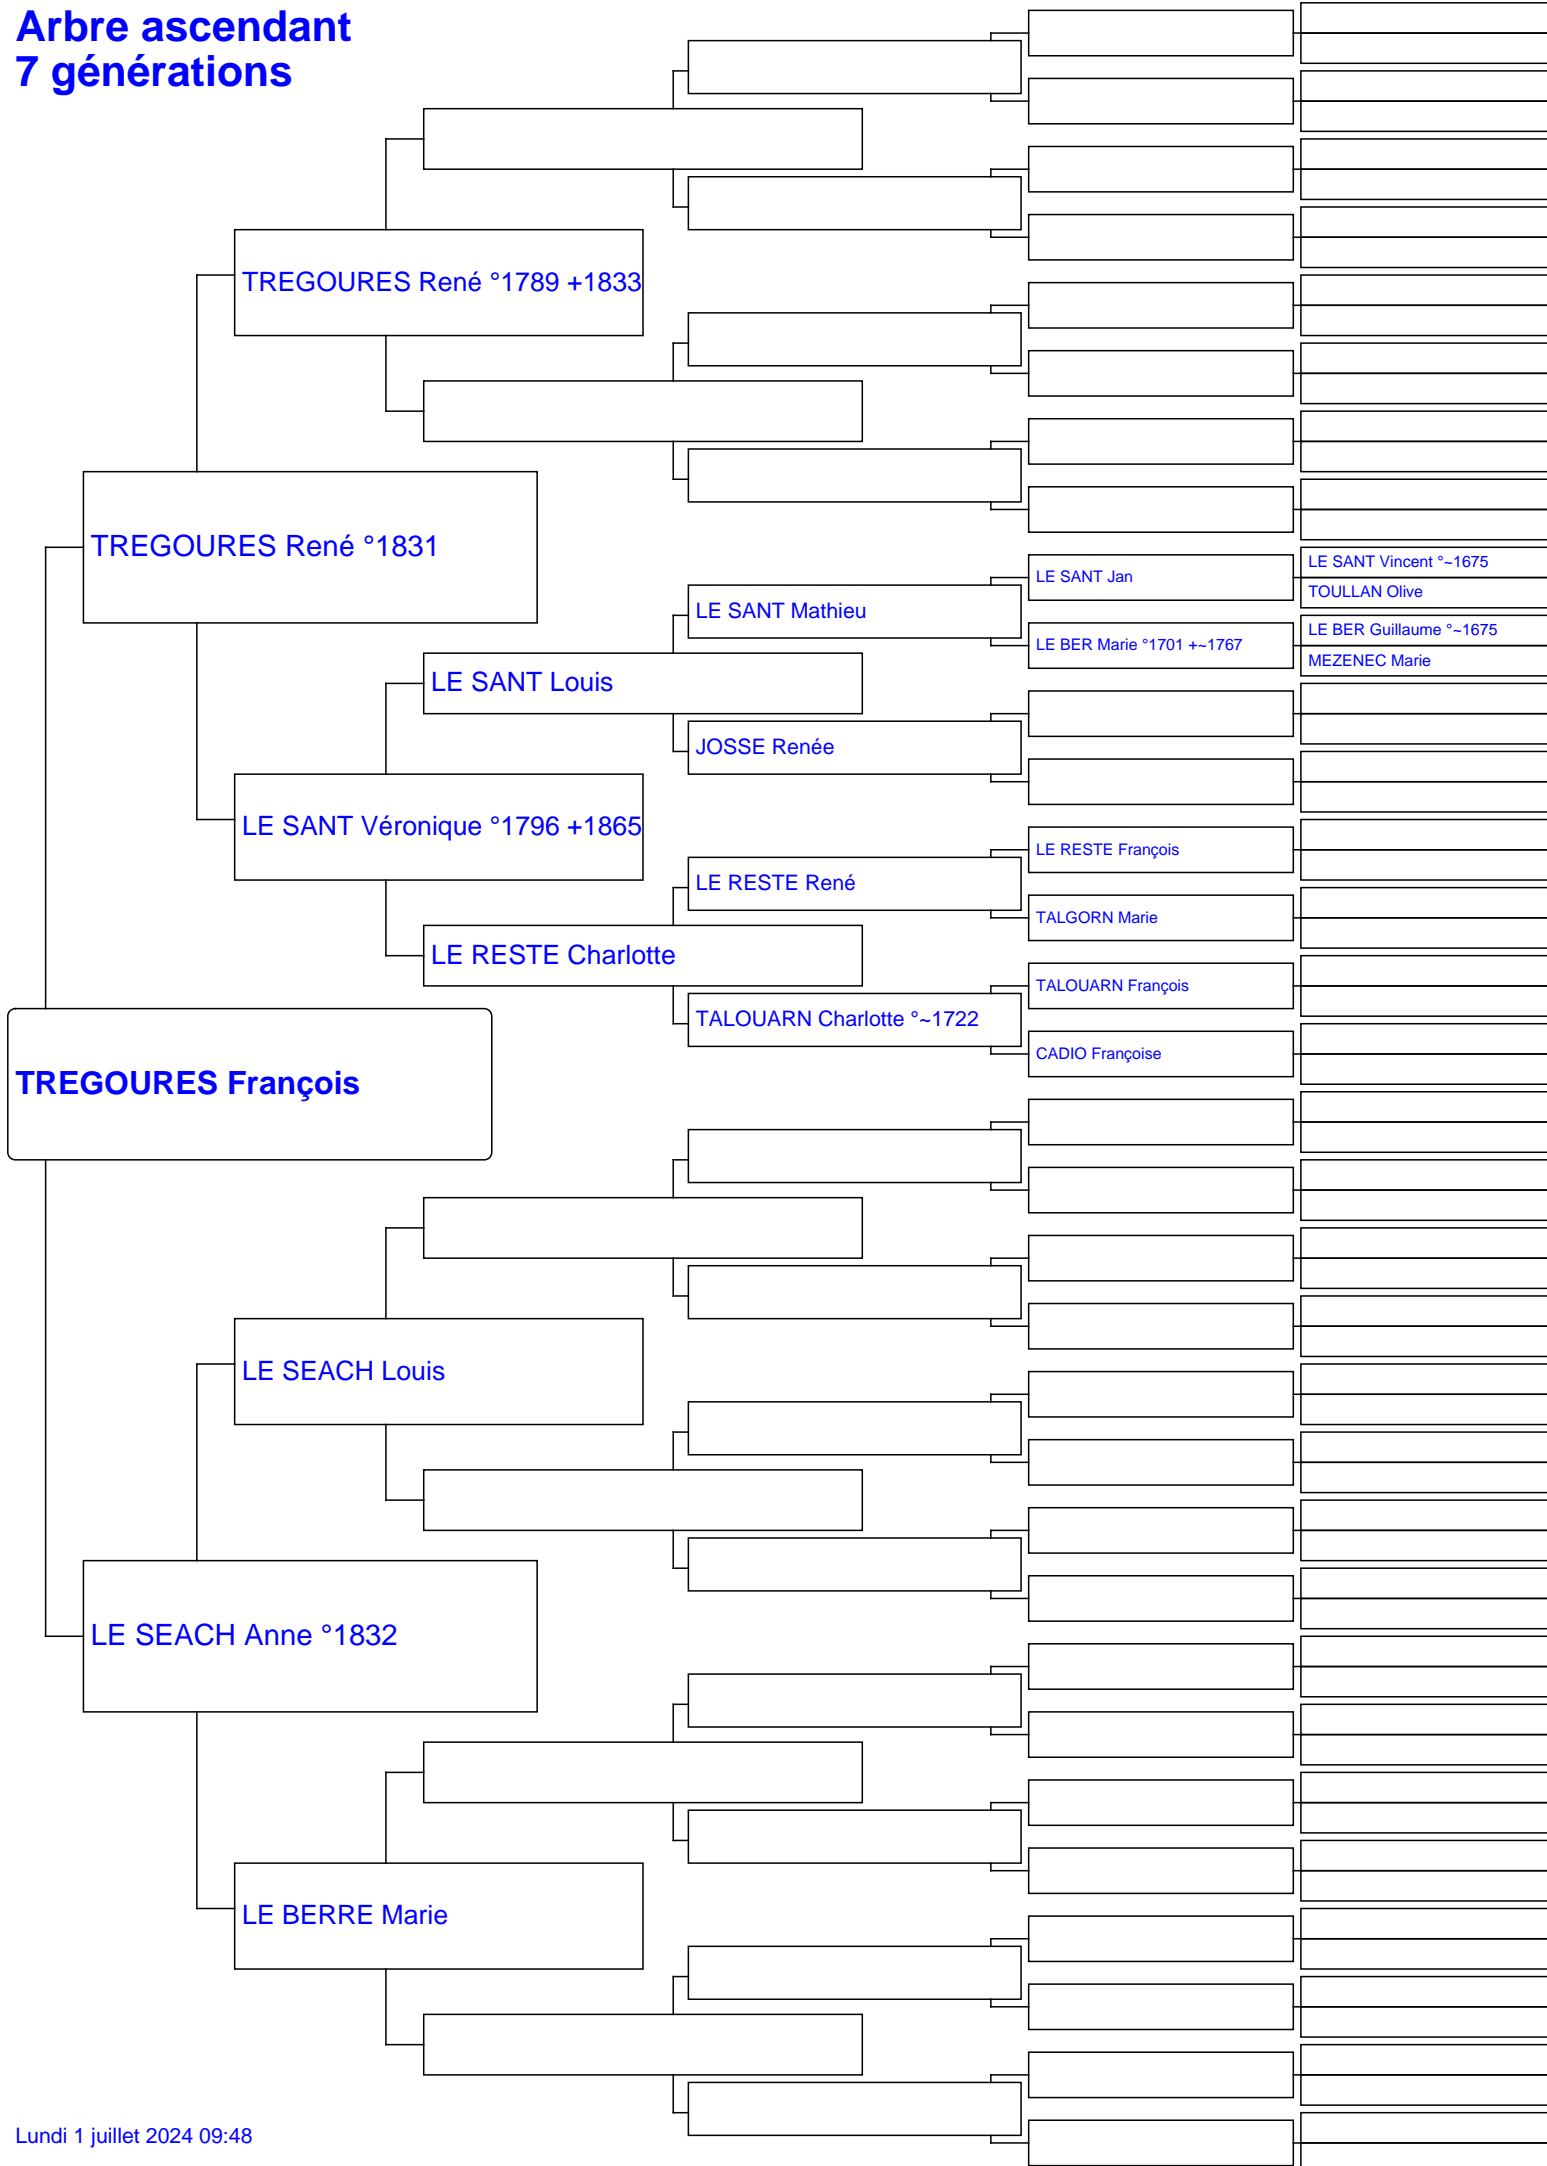 Arbre ascendant
7 générations
TREGOURES René °1789 +1833
TREGOURES René °1831
LE SANT Vincent °~1675
LE SANT Jan
TOULLAN Olive
LE SANT Mathieu
LE BER Guillaume °~1675
LE BER Marie °1701 +~1767
MEZENEC Marie
LE SANT Louis
JOSSE Renée
LE SANT Véronique °1796 +1865
LE RESTE François
LE RESTE René
TALGORN Marie
LE RESTE Charlotte
TALOUARN François
TALOUARN Charlotte °~1722
CADIO Françoise
TREGOURES François
LE SEACH Louis
LE SEACH Anne °1832
LE BERRE Marie
Lundi 1 juillet 2024 09:48